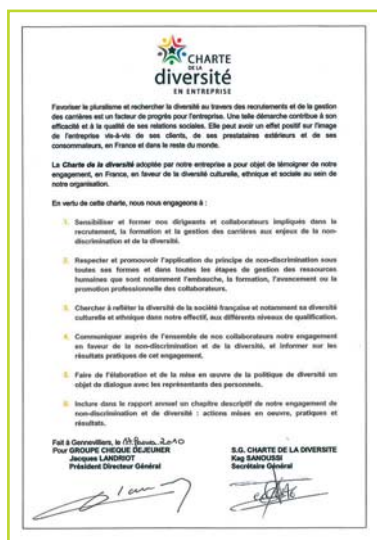 CHARTE
DE LA
diversité
EN ENTREPRISE
Favoriser le pluralisme et rechercher la diversité au travers des recrutements et de la gestion
des carrières est un facteur de progrès pour l'entreprise. Une telle démarche contribue à son
efficacité et à la qualité de ses relations sociales. Elle peut avoir un effet positif sur l'image
de l'entreprise vis-à-vis de ses clients, de ses prestataires extérieurs et de ses
consommateurs, en France et dans le reste du monde.
La Charte de la diversité adoptée par notre entreprise a pour objet de témoigner de notre
engagement, en France, en faveur de la diversité culturelle, ethnique et sociale au sein de
notre organisation.
En vertu de cette charte, nous nous engageons à :
1. Sensibiliser et former nos dirigeants et collaborateurs impliqués dans le
recrutement, la formation et la gestion des carrières aux enjeux de la non-
discrimination et de la diversité.
2. Respecter et promouvoir l'application du principe de non-discrimination sous
toutes ses formes et dans toutes les étapes de gestion des ressources
humaines que sont notamment l'embauche, la formation, l'avancement ou la
promotion professionnelle des collaborateurs.
3. Chercher à refléter la diversité de la société française et notamment sa diversité
culturelle et ethnique dans notre effectif, aux différents niveaux de qualification.
4. Communiquer auprès de l'ensemble de nos collaborateurs notre engagement
en faveur de la non-discrimination et de la diversité, et informer sur les
résultats pratiques de cet engagement.
5. Faire de l'élaboration et de la mise en œuvre de la politique de diversité un
objet de dialogue avec les représentants des personnels.
6. Inclure dans le rapport annuel un chapitre descriptif de notre engagement de
non-discrimination et de diversité : actions mises en oeuvre, pratiques et
résultats.
Fait à Gennevilliers, le 2010
Pour GROUPE CHEQUE DEJEUNER
Jacques LANDRIOT
Président Directeur Général
S.G. CHARTE DE LA DIVERSITE
Kag SANOUSSI
Secrétaire Général